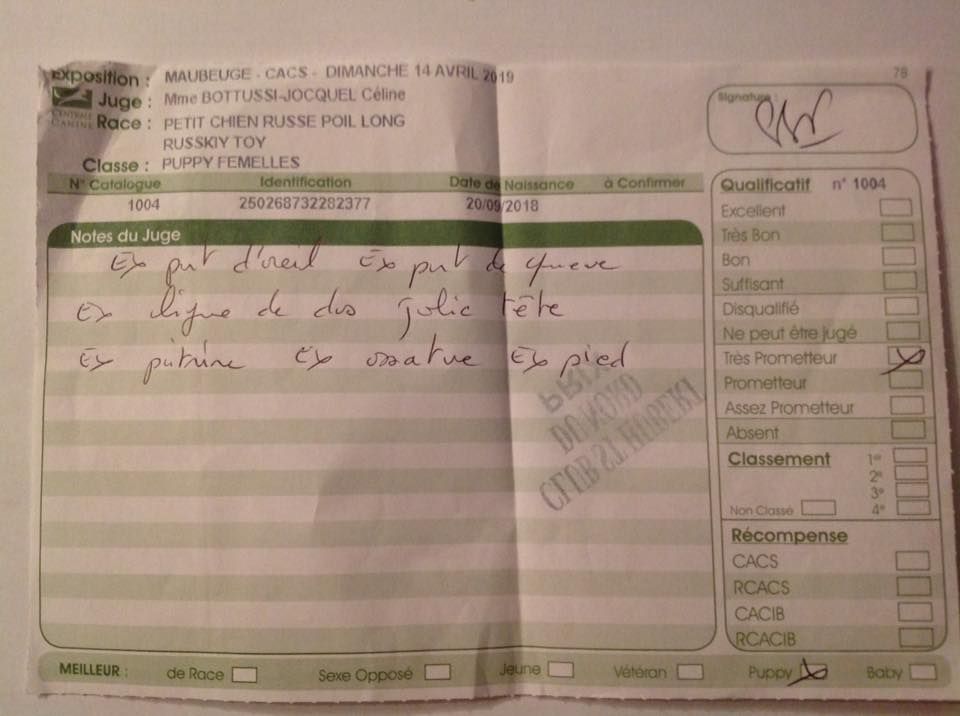 78
Exposition : MAUBEUGE - CACS - DIMANCHE 14 AVRIL 2019
Juge : Mme BOTTUSSI-JOCQUEL Céline
CENTRALE CANINE
Race : PETIT CHIEN RUSSE POIL LONG
RUSSKIY TOY
Classe : PUPPY FEMELLES
Signature :
N° Catalogue Identification Date de Naissance à Confirmer
1004 250268732282377 20/09/2018
Notes du Juge
Ex port d'oreil Ex port de queue
Ex ligne de dos jolie tête
Ex poitrine Ex ossature Ex pied
Qualificatif n° 1004
Excellent
Très Bon
Bon
Suffisant
Disqualifié
Ne peut être jugé
Très Prometteur
Prometteur
Assez Prometteur
Absent
Classement 1er
2e
3e
Non Classé 4e
Récompense
CACS
RCACS
CACIB
RCACIB
MEILLEUR : de Race Sexe Opposé Jeune Vétéran Puppy Baby